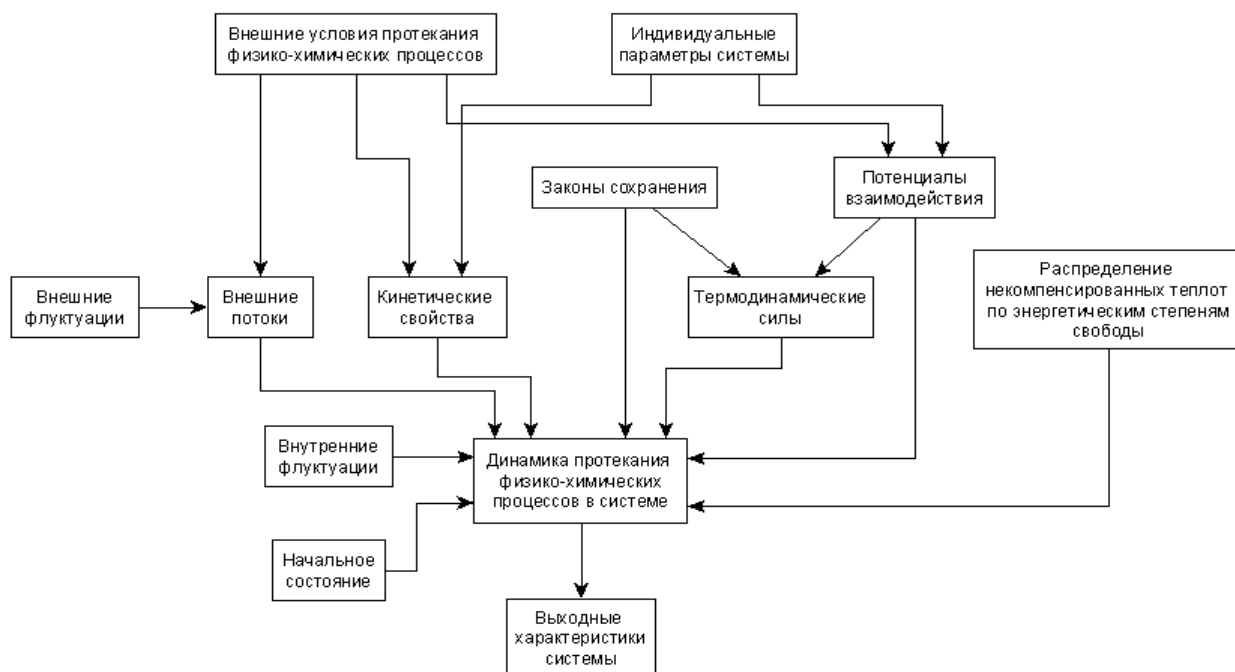 Внешние условия протекания
физико-химических процессов
Индивидуальные
параметры системы
Законы сохранения
Потенциалы
взаимодействия
Внешние
флуктуации
Внешние
потоки
Кинетические
свойства
Термодинамические
силы
Распределение
некомпенсированных теплот
по энергетическим степеням
свободы
Внутренние
флуктуации
Динамика протекания
физико-химических
процессов в системе
Начальное
состояние
Выходные
характеристики
системы